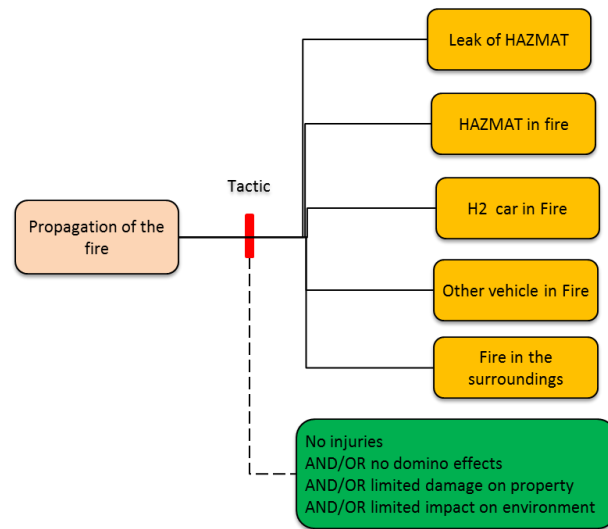 Leak of HAZMAT
HAZMAT in fire
Tactic
Propagation of the
fire
H2 car in Fire
Other vehicle in Fire
Fire in the
surroundings
No injuries
AND/OR no domino effects
AND/OR limited damage on property
AND/OR limited impact on environment